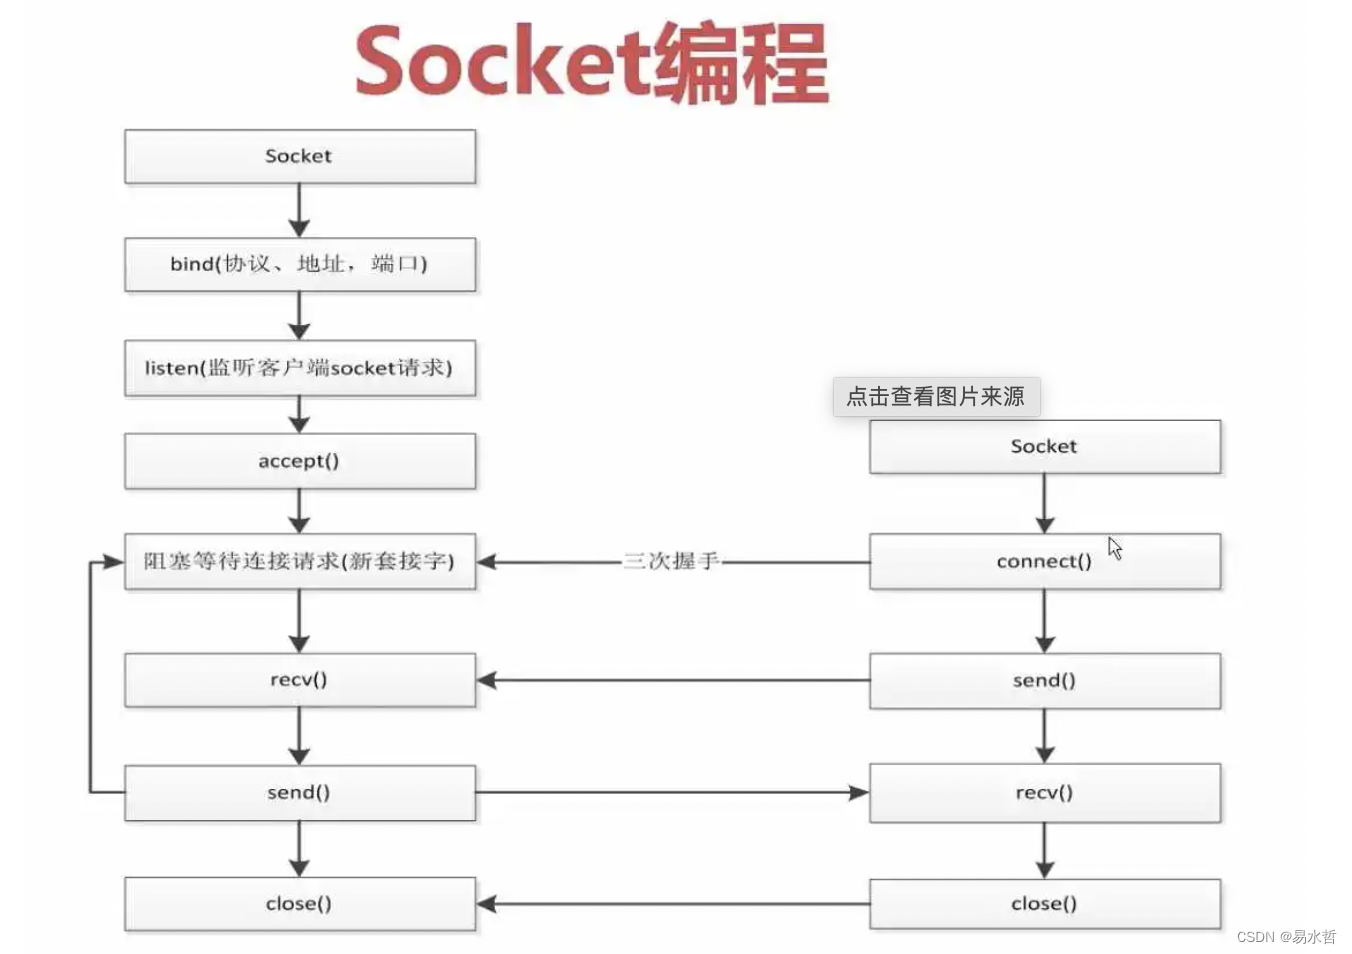 Socket编程
Socket
bind(协议、地址，端口)
listen(监听客户端socket请求)
accept()
阻塞等待连接请求(新套接字)
recv()
send()
close()
三次握手
点击查看图片来源
Socket
connect()
send()
recv()
close()
CSDN @易水哲